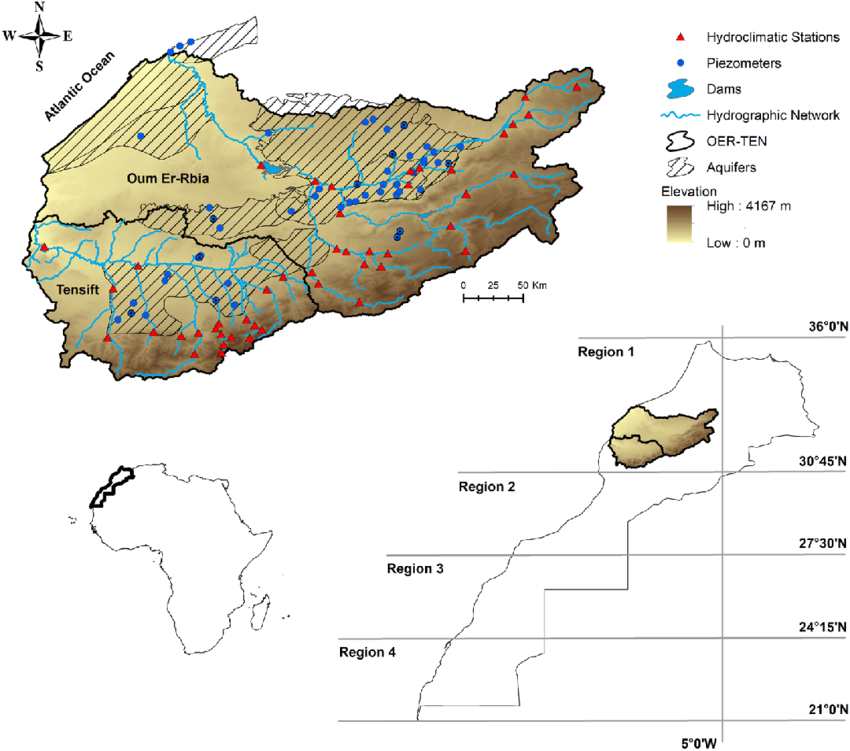 N
W E
S
Atlantic Ocean
Oum Er-Rbia
Tensift
Hydroclimatic Stations
Piezometers
Dams
Hydrographic Network
OER-TEN
Aquifers
Elevation
High : 4167 m
Low : 0 m
0 25 50 Km
36°0'N
Region 1
30°45'N
Region 2
27°30'N
Region 3
24°15'N
Region 4
21°0'N
5°0'W